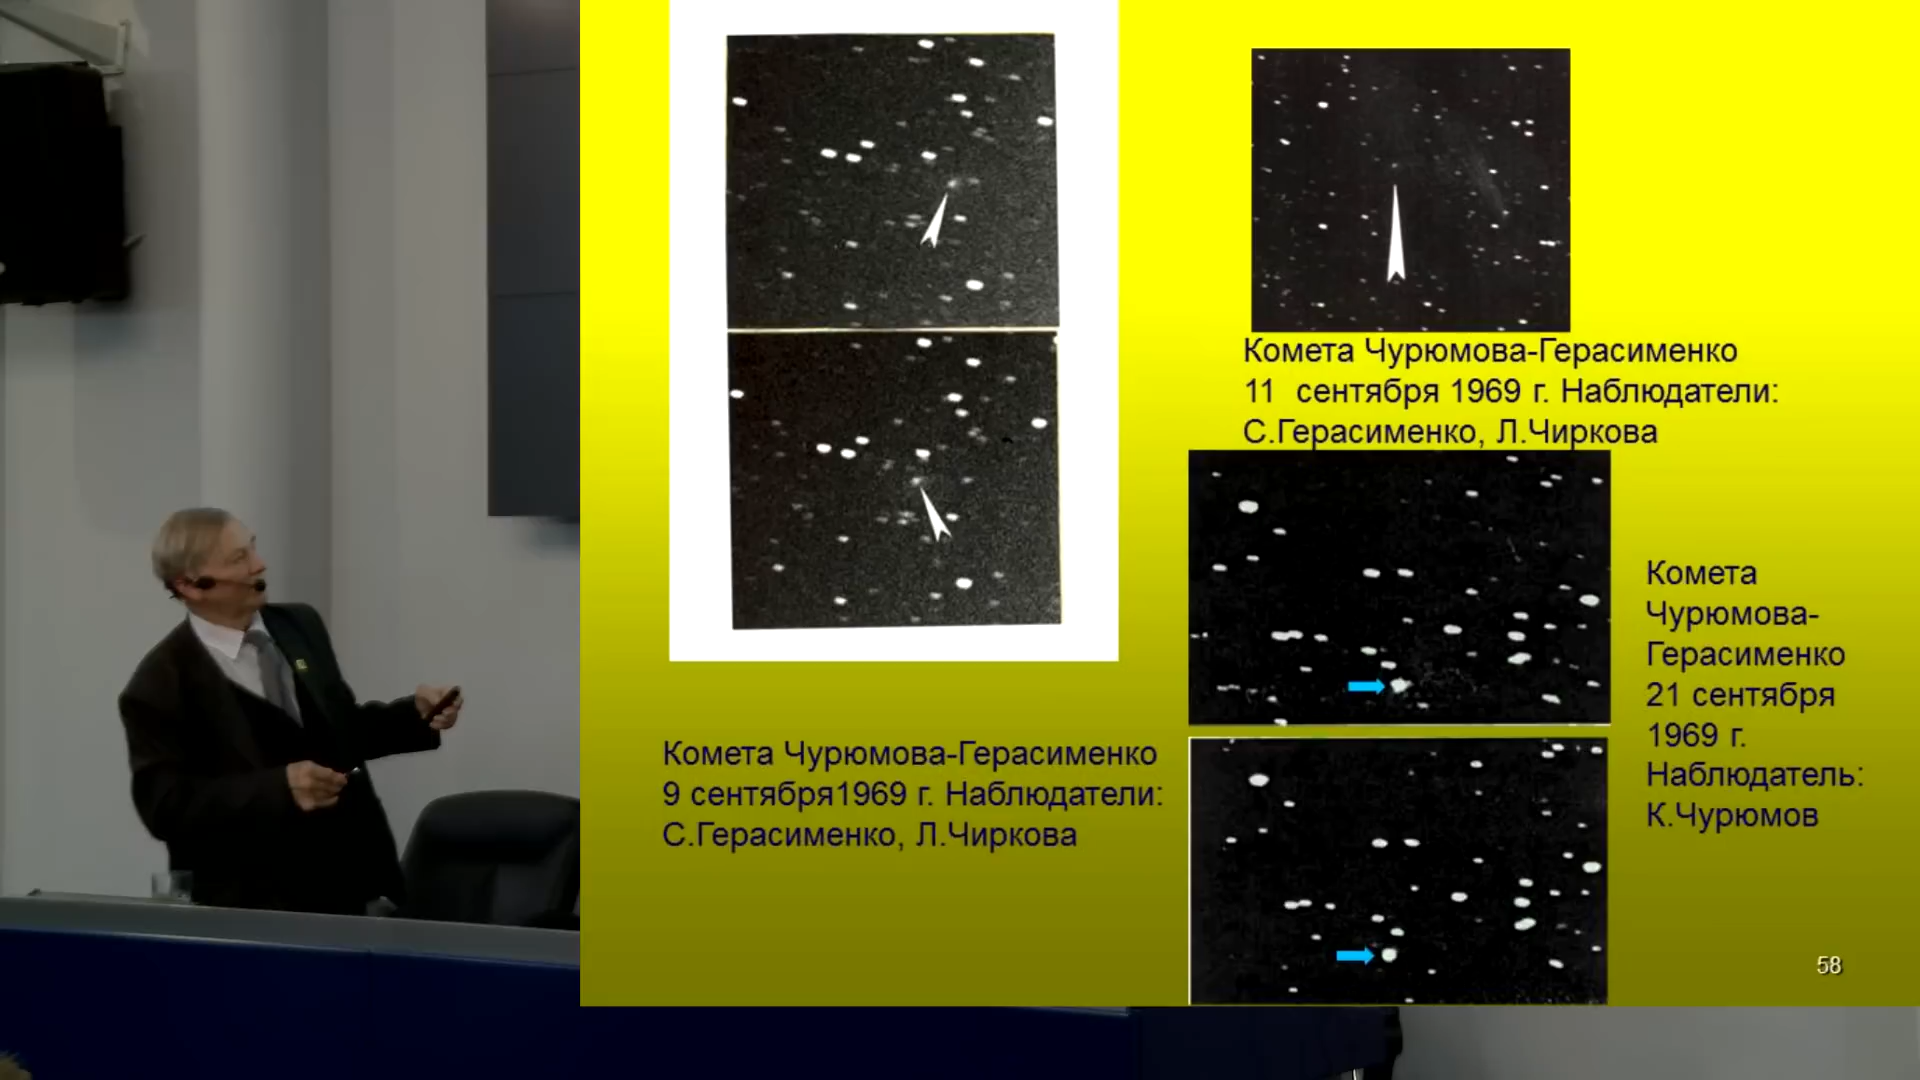 Комета Чурюмова-Герасименко
9 сентября1969 г. Наблюдатели:
С.Герасименко, Л.Чиркова
Комета Чурюмова-Герасименко
11  сентября 1969 г. Наблюдатели:
С.Герасименко, Л.Чиркова
Комета
Чурюмова-
Герасименко
21 сентября
1969 г.
Наблюдатель:
К.Чурюмов
58